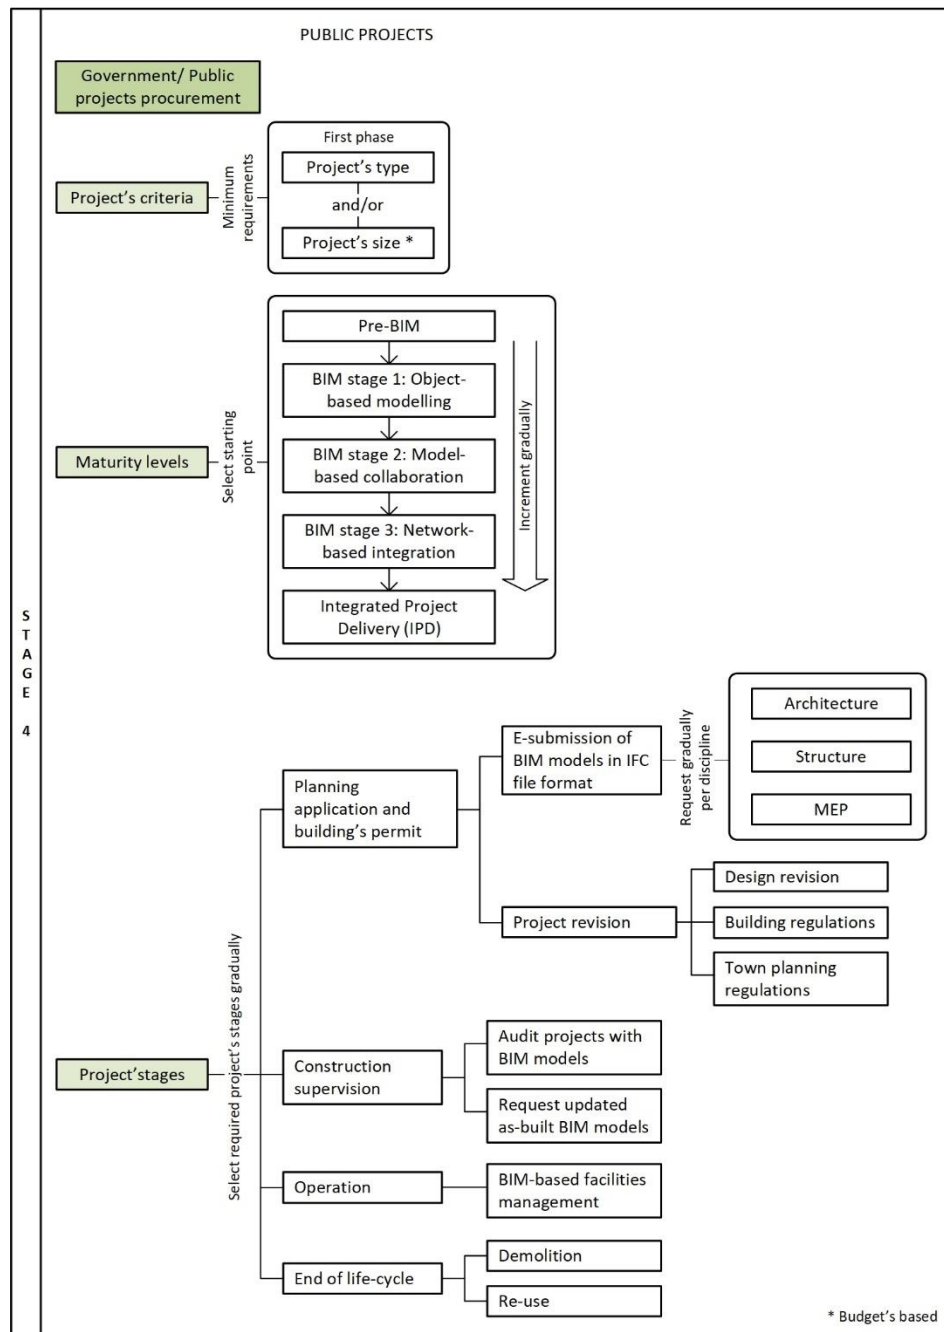 PUBLIC PROJECTS
Government/ Public
projects procurement
Project's criteria
Minimum
requirements
First phase
Project's type
and/or
Project's size *
Maturity levels
Select starting
point
Pre-BIM
BIM stage 1: Object-
based modelling
BIM stage 2: Model-
based collaboration
BIM stage 3: Network-
based integration
Integrated Project
Delivery (IPD)
Increment gradually
STAGE 4
Project'stages
Select required project's stages gradually
Planning
application and
building's permit
E-submission of
BIM models in IFC
file format
Request gradually
per discipline
Architecture
Structure
MEP
Project revision
Design revision
Building regulations
Town planning
regulations
Construction
supervision
Audit projects with
BIM models
Request updated
as-built BIM models
Operation
BIM-based facilities
management
End of life-cycle
Demolition
Re-use
* Budget's based